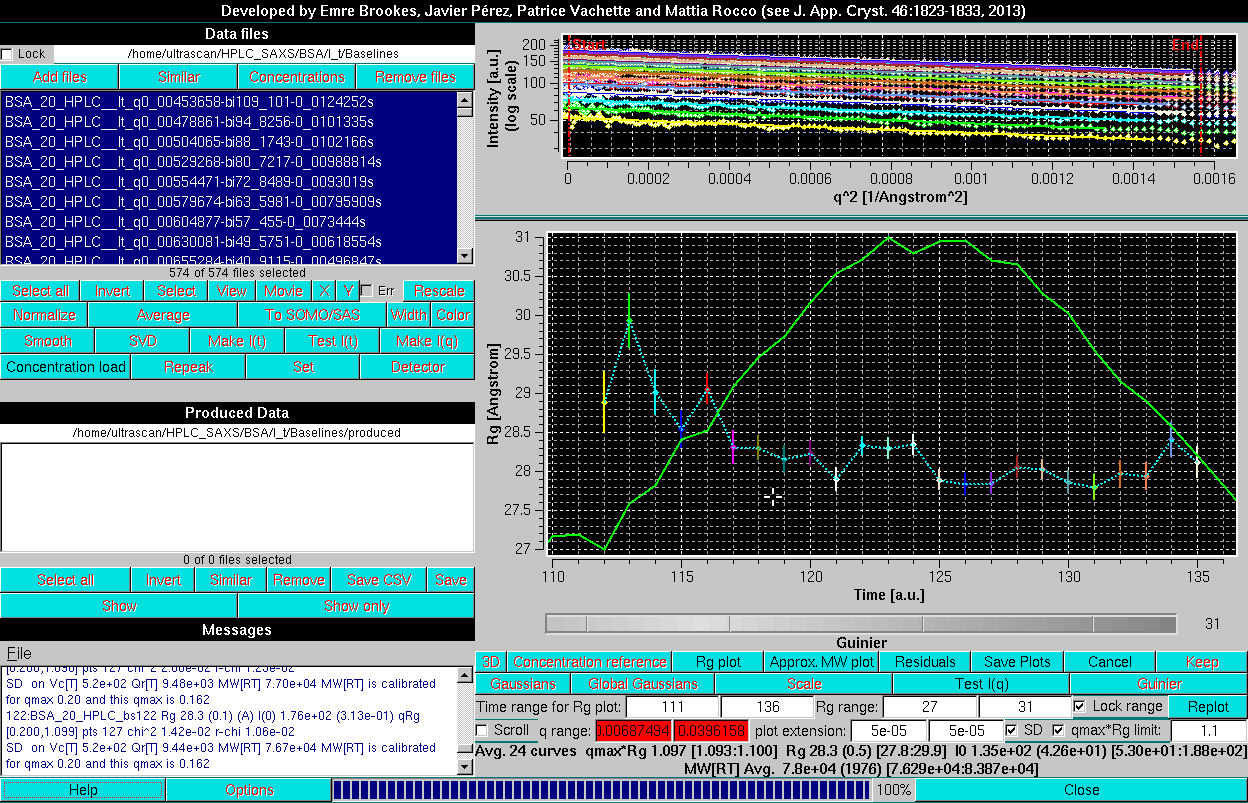 Developed by Emre Brookes, Javier Pérez, Patrice Vachette and Mattia Rocco (see J. App. Cryst. 46:1823-1833, 2013)
Data files
Lock /home/ultrascan/HPLC_SAXS/BSA/I_t/Baselines
Add files Similar Concentrations Remove files
BSA_20_HPLC__It_q0_00453658-bi109_101-0_0124252s
BSA_20_HPLC__It_q0_00478861-bi94_8256-0_0101335s
BSA_20_HPLC__It_q0_00504065-bi88_1743-0_0102166s
BSA_20_HPLC__It_q0_00529268-bi80_7217-0_00988814s
BSA_20_HPLC__It_q0_00554471-bi72_8489-0_0093019s
BSA_20_HPLC__It_q0_00579674-bi63_5981-0_00795909s
BSA_20_HPLC__It_q0_00604877-bi57_455-0_0073444s
BSA_20_HPLC__It_q0_00630081-bi49_5751-0_00618554s
BSA_20_HPLC__It_q0_00655284-bi40_9115-0_00496847s
574 of 574 files selected
Select all Invert Select View Movie X Y Err Rescale
Normalize Average To SOMO/SAS Width Color
Smooth SVD Make I(t) Test I(t) Make I(q)
Concentration load Repeak Set Detector
Produced Data
/home/ultrascan/HPLC_SAXS/BSA/I_t/Baselines/produced
0 of 0 files selected
Select all Invert Similar Remove Save CSV Save
Show Show only
Messages
File
[0.200,1.098] pts 127 chi^2 2.00e-02 r-chi 1.25e-02
SD on Vc[T] 5.2e+02 Qr[T] 9.48e+03 MW[RT] 7.70e+04 MW[RT] is calibrated
for qmax 0.20 and this qmax is 0.162
122:BSA_20_HPLC_bs122 Rg 28.3 (0.1) (A) I(0) 1.76e+02 (3.13e-01) qRg
[0.200,1.099] pts 127 chi^2 1.42e-02 r-chi 1.06e-02
SD on Vc[T] 5.2e+02 Qr[T] 9.44e+03 MW[RT] 7.67e+04 MW[RT] is calibrated
for qmax 0.20 and this qmax is 0.162
Help Options 100% Close
Intensity [a.u.]
(log scale)
200
150
100
50
Start End
0 0.0002 0.0004 0.0006 0.0008 0.001 0.0012 0.0014 0.0016
q^2 [1/Angstrom^2]
Rg [Angstrom]
31
30.5
30
29.5
29
28.5
28
27.5
27
110 115 120 125 130 135
Time [a.u.]
31
Guinier
3D Concentration reference Rg plot Approx. MW plot Residuals Save Plots Cancel Keep
Gaussians Global Gaussians Scale Test I(q) Guinier
Time range for Rg plot: 111 136 Rg range: 27 31 Lock range Replot
Scroll q range: 0.00687494 0.0396158 plot extension: 5e-05 5e-05 SD qmax*Rg limit: 1.1
Avg. 24 curves qmax*Rg 1.097 [1.093:1.100] Rg 28.3 (0.5) [27.8:29.9] I0 1.35e+02 (4.26e+01) [5.30e+01:1.88e+02]
MW[RT] Avg. 7.8e+04 (1976) [7.629e+04:8.387e+04]